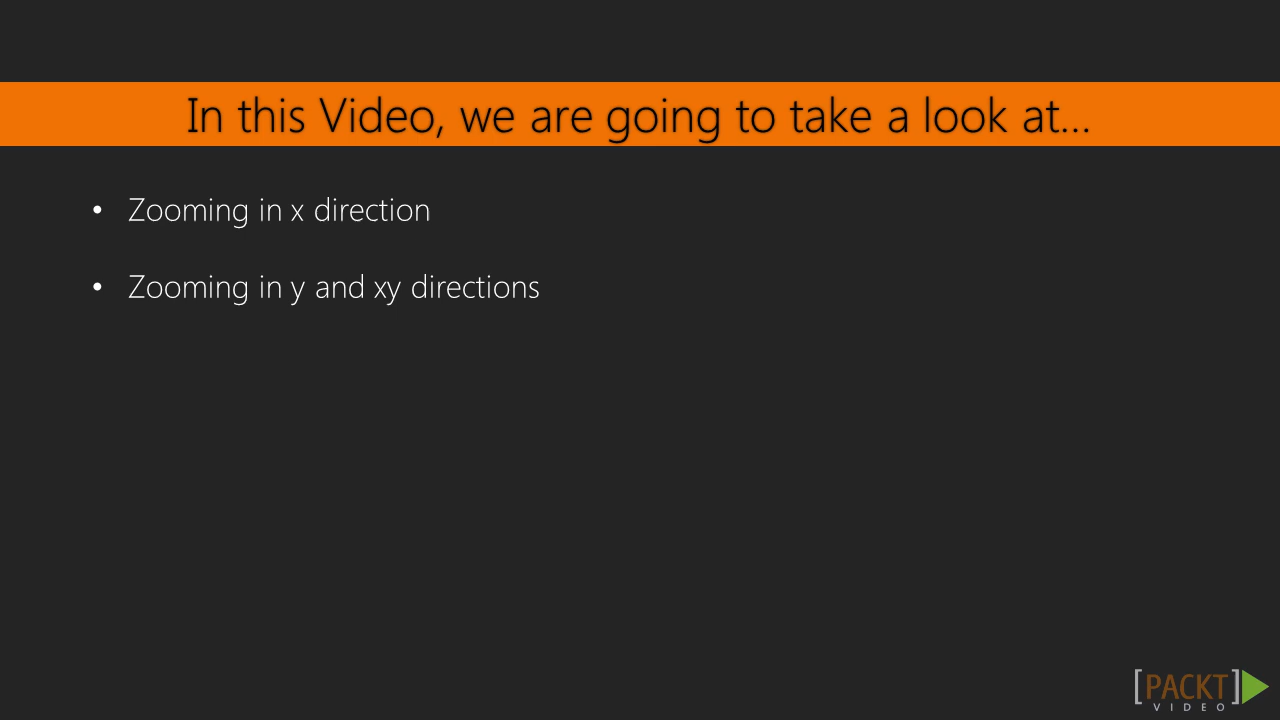 In this Video, we are going to take a look at...
• Zooming in x direction
• Zooming in y and xy directions
[PACKT]
VIDEO